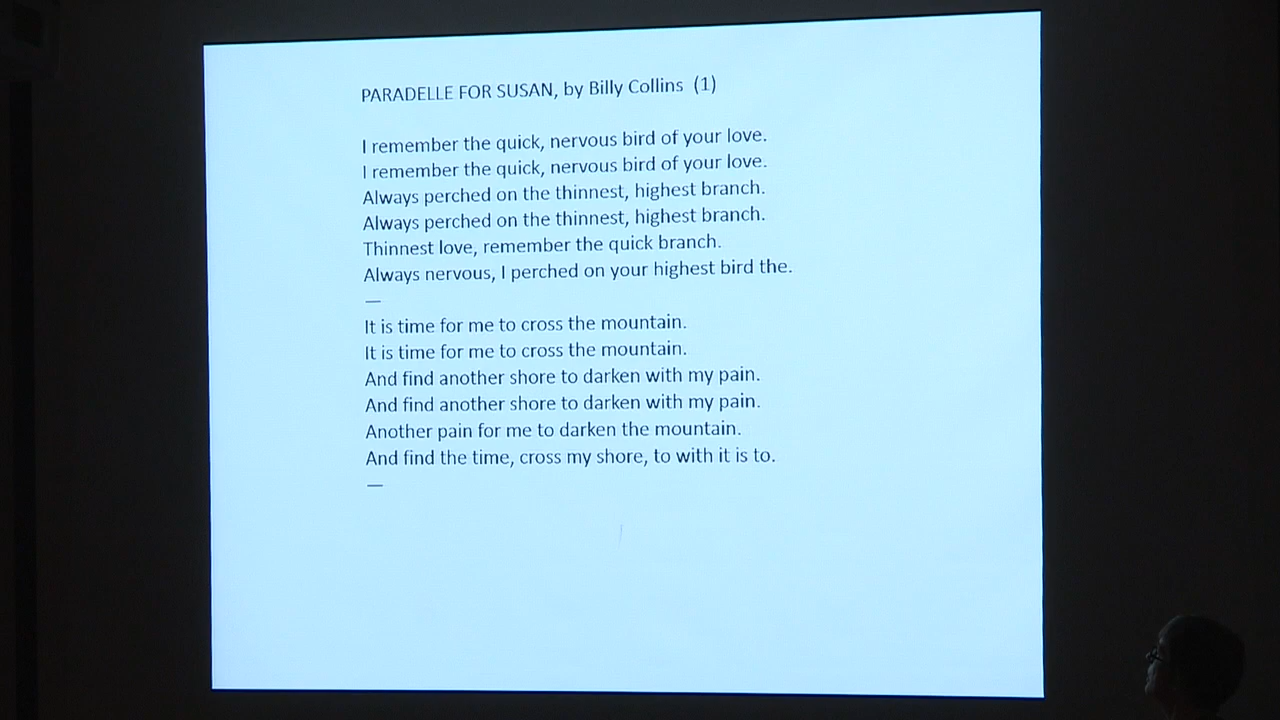 PARADELLE FOR SUSAN, by Billy Collins (1)
I remember the quick, nervous bird of your love.
I remember the quick, nervous bird of your love.
Always perched on the thinnest, highest branch.
Always perched on the thinnest, highest branch.
Thinnest love, remember the quick branch.
Always nervous, I perched on your highest bird the.
—
It is time for me to cross the mountain.
It is time for me to cross the mountain.
And find another shore to darken with my pain.
And find another shore to darken with my pain.
Another pain for me to darken the mountain.
And find the time, cross my shore, to with it is to.
—